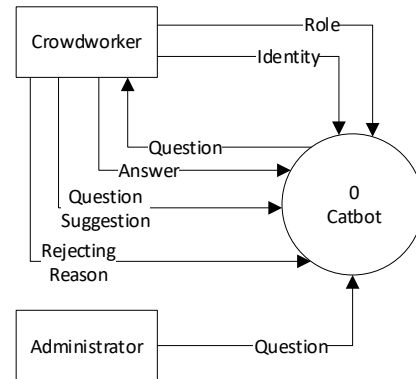 Role
Crowdworker
Identity
Question
Answer
Question
Suggestion
0
Catbot
Rejecting
Reason
Administrator
Question